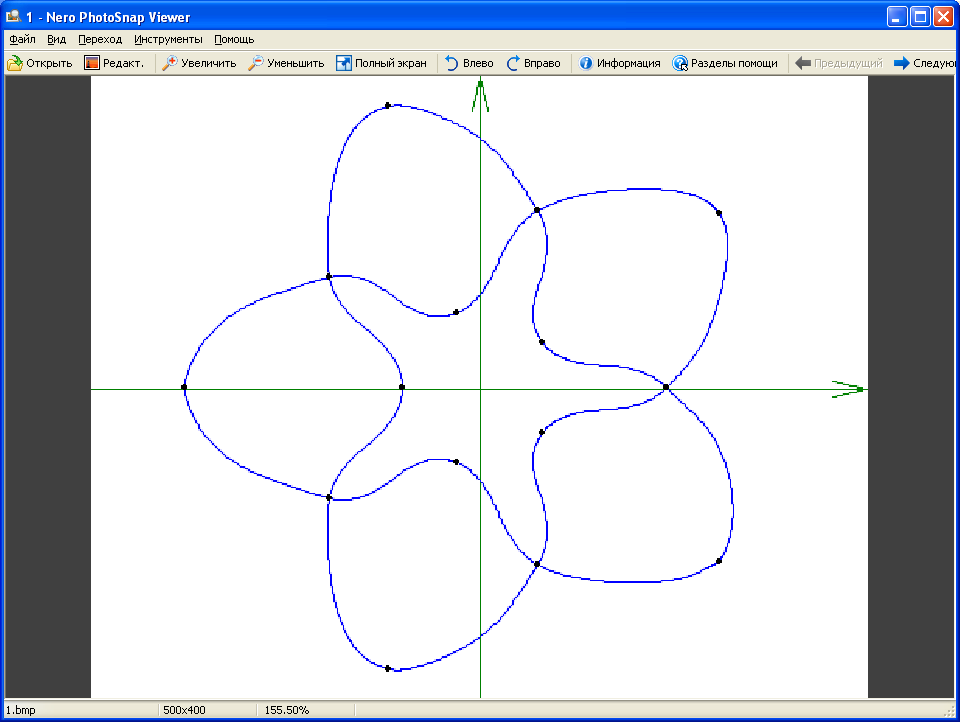 1 - Nero PhotoSnap Viewer
Файл Вид Переход Инструменты Помощь
Открыть Редакт. Увеличить Уменьшить Полный экран Влево Вправо Информация Разделы помощи Предыдущий Следую
1.bmp 500x400 155.50%